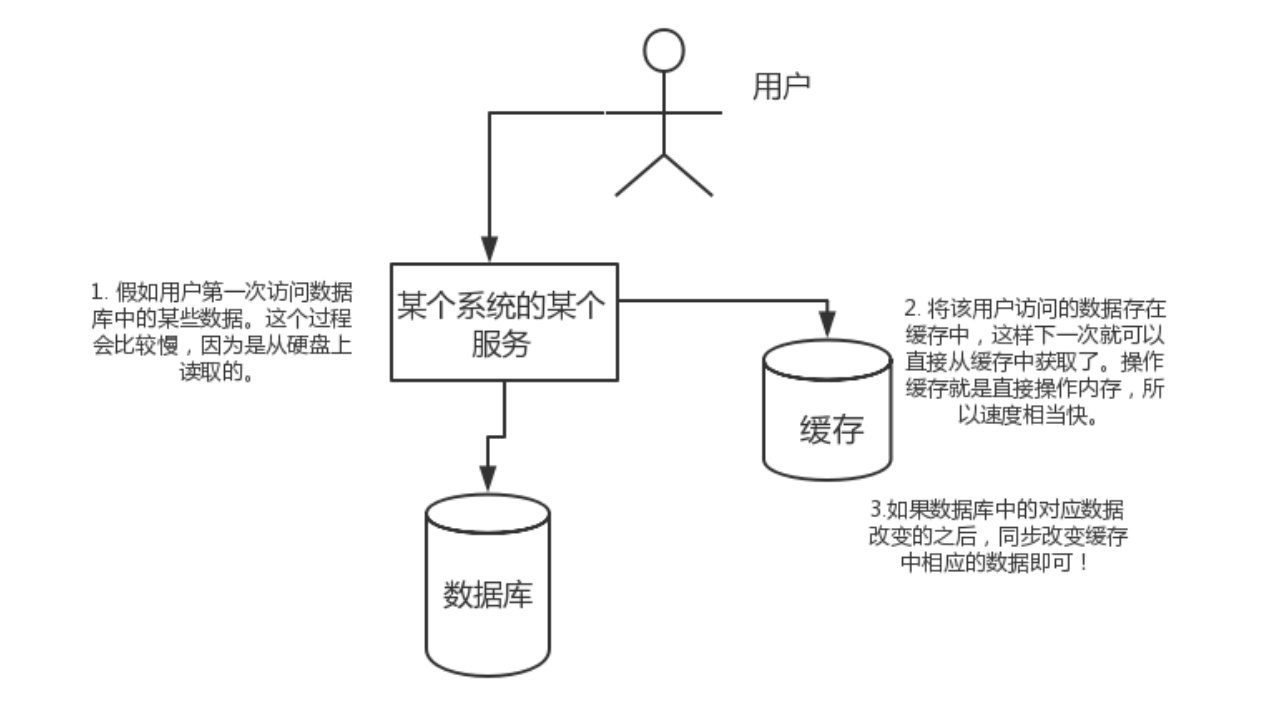 用户
1. 假如用户第一次访问数据
库中的某些数据。这个过程
会比较慢，因为是从硬盘上
读取的。
某个系统的某个
服务
2. 将该用户访问的数据存在
缓存中，这样下一次就可以
直接从缓存中获取了。操作
缓存就是直接操作内存，所
以速度相当快。
缓存
3.如果数据库中的对应数据
改变的之后，同步改变缓存
中相应的数据即可！
数据库